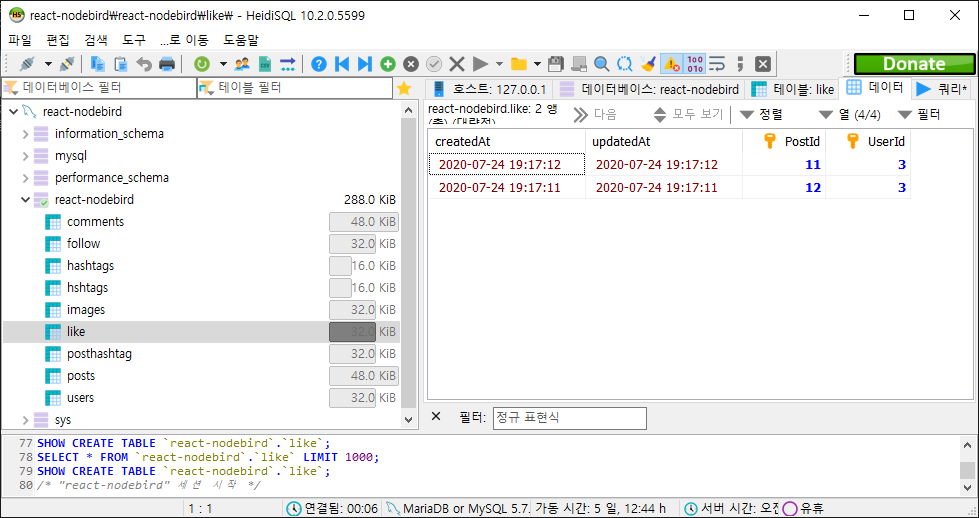 react-nodebird\react-nodebird\like\ - HeidiSQL 10.2.0.5599
파일 편집 검색 도구 ...로 이동 도움말
Donate
데이터베이스 필터 테이블 필터
호스트: 127.0.0.1 데이터베이스: react-nodebird 테이블: like 데이터 쿼리*
react-nodebird
information_schema
mysql
performance_schema
react-nodebird 288.0 KiB
comments 48.0 KiB
follow 32.0 KiB
hashtags 16.0 KiB
hshtags 16.0 KiB
images 32.0 KiB
like 32.0 KiB
posthashtag 32.0 KiB
posts 48.0 KiB
users 32.0 KiB
sys
react-nodebird.like: 2 행
(총) (대략적)
다음 모두 보기 정렬 열 (4/4) 필터
createdAt updatedAt PostId UserId
2020-07-24 19:17:12 2020-07-24 19:17:12 11 3
2020-07-24 19:17:11 2020-07-24 19:17:11 12 3
필터: 정규 표현식
77 SHOW CREATE TABLE `react-nodebird`.`like`;
78 SELECT * FROM `react-nodebird`.`like` LIMIT 1000;
79 SHOW CREATE TABLE `react-nodebird`.`like`;
80 /* "react-nodebird" 세션 시작 */
1 : 1 연결됨: 00:06 MariaDB or MySQL 5.7. 가동 시간: 5 일, 12:44 h 서버 시간: 오전 유휴